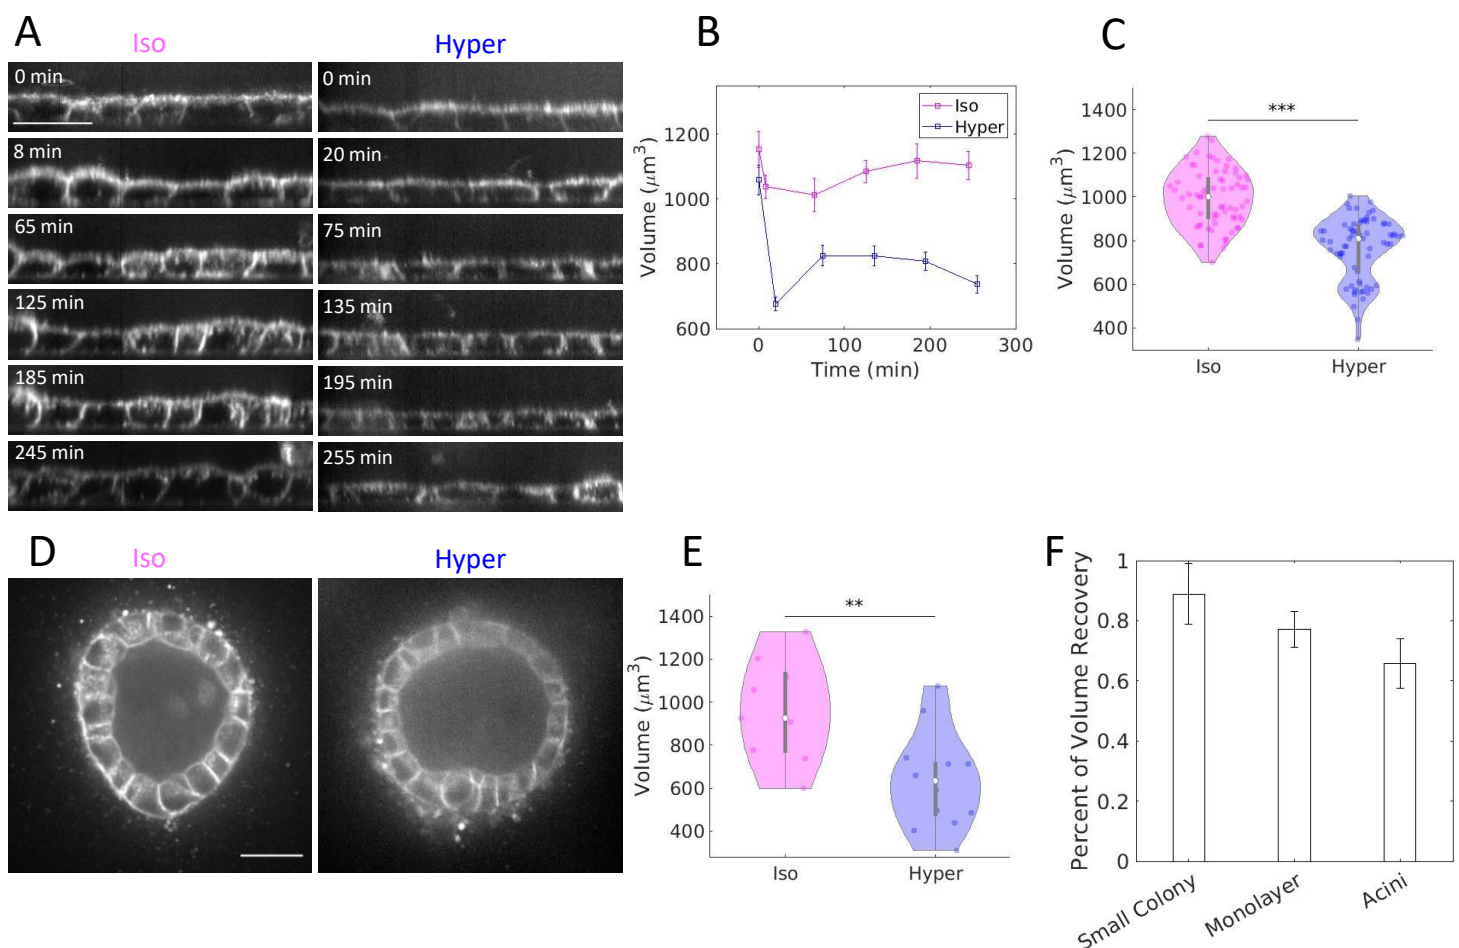 A
Iso
Hyper
0 min
0 min
8 min
20 min
65 min
75 min
125 min
135 min
185 min
195 min
245 min
255 min
B
Iso
Hyper
1200
1000
800
600
Volume (μm³)
0
100
200
300
Time (min)
C
***
1400
1200
1000
800
600
400
Volume (μm³)
Iso
Hyper
D
Iso
Hyper
E
**
1400
1200
1000
800
600
400
Volume (μm³)
Iso
Hyper
F
1
0.8
0.6
0.4
0.2
0
Percent of Volume Recovery
Small Colony
Monolayer
Acini